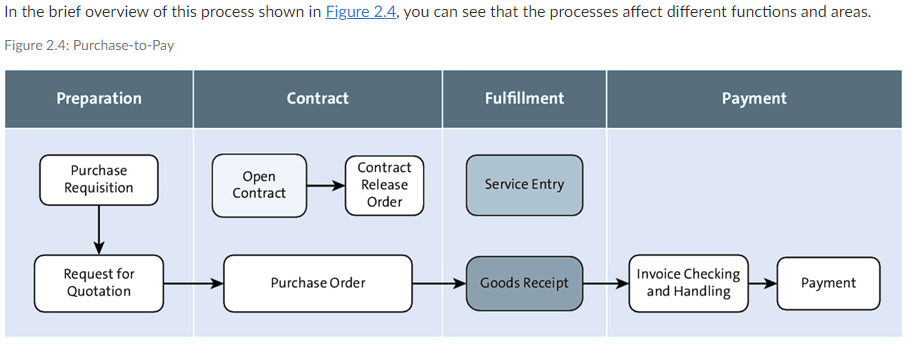 In the brief overview of this process shown in Figure 2.4, you can see that the processes affect different functions and areas.
Figure 2.4: Purchase-to-Pay
Preparation
Contract
Fulfillment
Payment
Purchase
Requisition
Open
Contract
Contract
Release
Order
Service Entry
Request for
Quotation
Purchase Order
Goods Receipt
Invoice Checking
and Handling
Payment